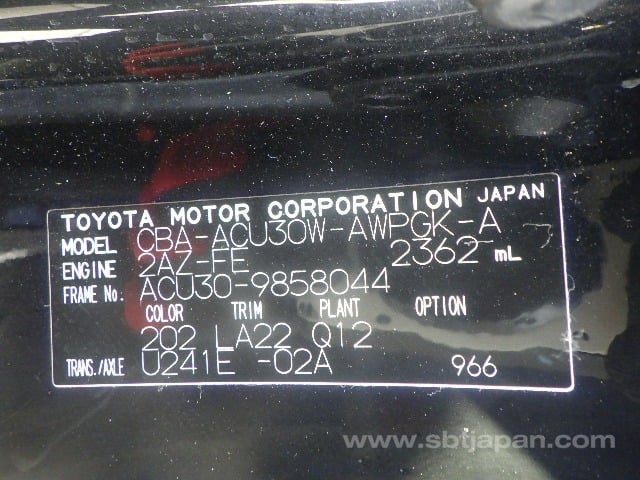 TOYOTA MOTOR CORPORATION JAPAN
MODEL CBA-ACU30W-AWPGK-A
ENGINE 2AZ-FE 2362 mL
FRAME No: ACU30-9858044
COLOR TRIM PLANT OPTION
202 LA22 Q12
TRANS./AXLE U241E -02A 966
www.sbtjapan.com